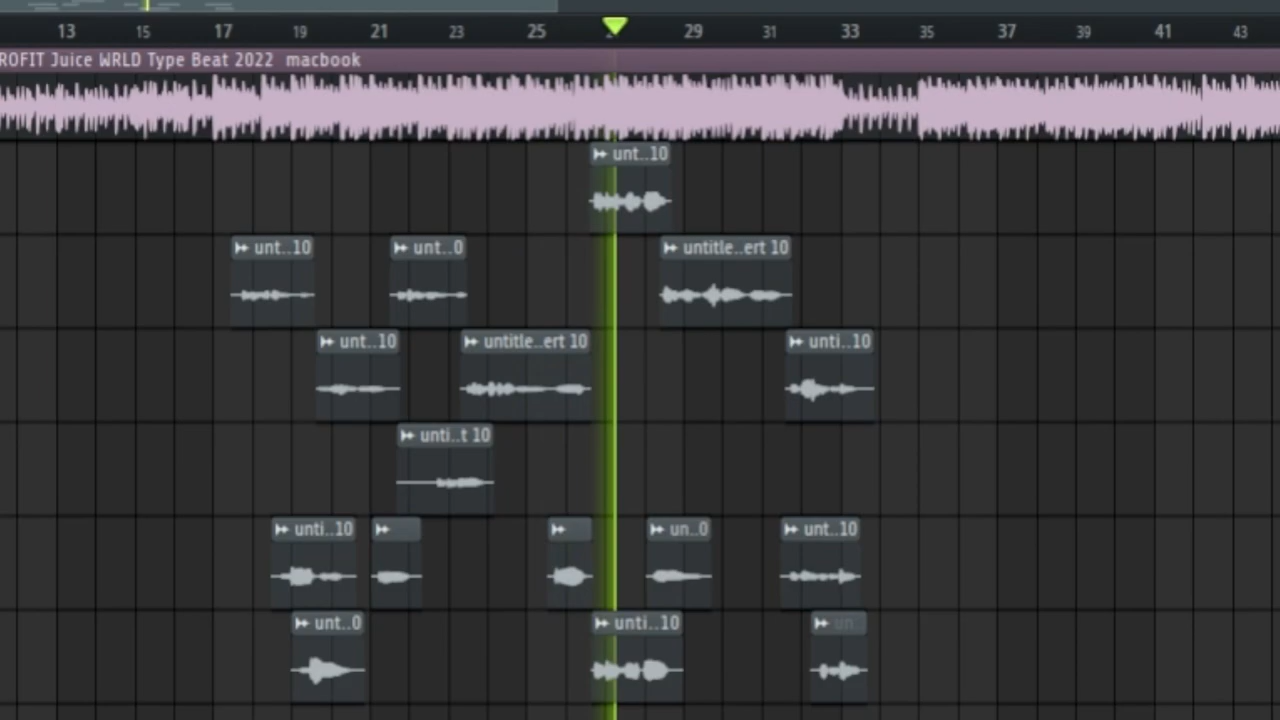 13 15 17 19 21 23 25 29 31 33 35 37 39 41 43
ROFIT Juice WRLD Type Beat 2022 macbook
unt..10
unt..10 unt..0 untitle..ert 10
unt..10 untitle..ert 10 unti..10
unti..t 10
unti..10 un..0 unt..10
unt..0 unti..10 un